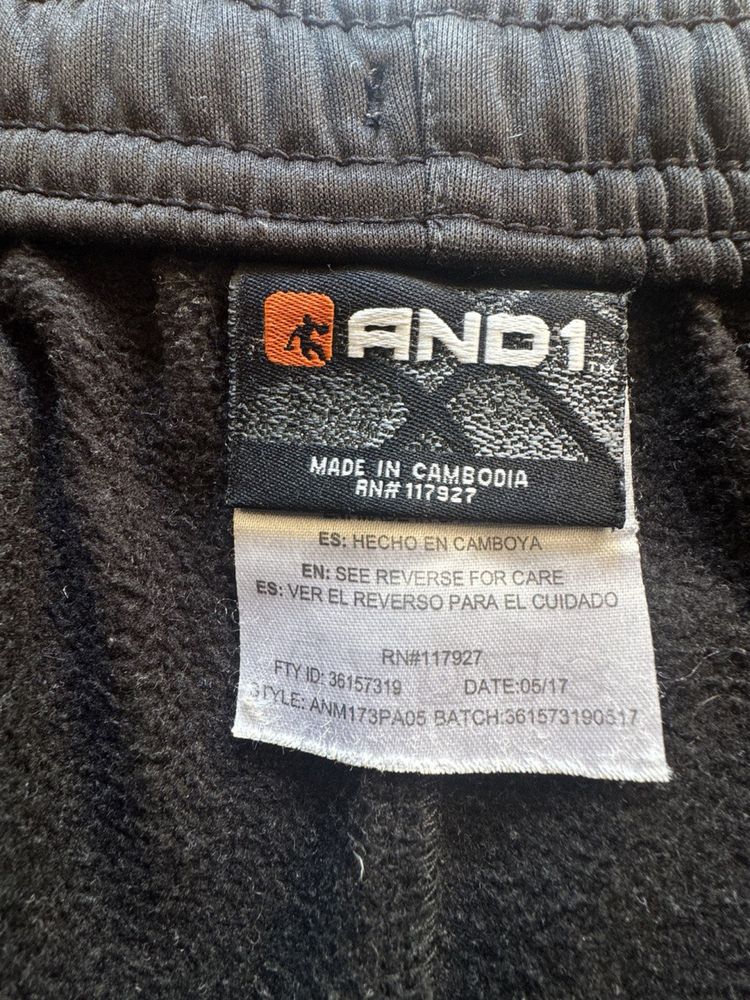 AND1
MADE IN CAMBODIA
RN# 117927
ES: HECHO EN CAMBOYA
EN: SEE REVERSE FOR CARE
ES: VER EL REVERSO PARA EL CUIDADO
RN#117927
FTY ID: 36157319 DATE:05/17
STYLE: ANM173PA05 BATCH:361573190517